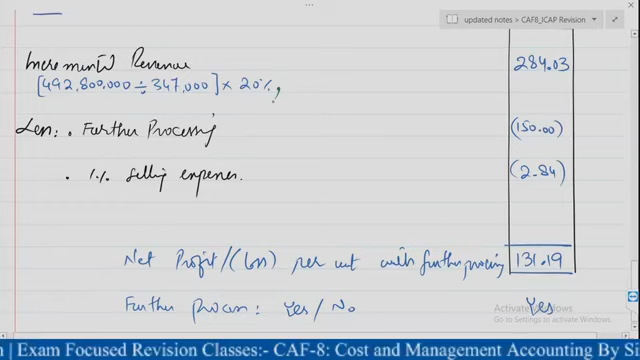 updated notes > CAF8_ICAP Revision
Incremental Revenue 284.03
[492,800,000 ÷ 347,000] × 20%
Less: • Further Processing (150.00)
• 1% Selling expenses. (2.84)
Net Profit/(Loss) per unit with further processing 131.19
Further process: Yes / No Yes
Activate Windows
Go to Settings to activate Windows.
n | Exam Focused Revision Classes:- CAF-8: Cost and Management Accounting By Si